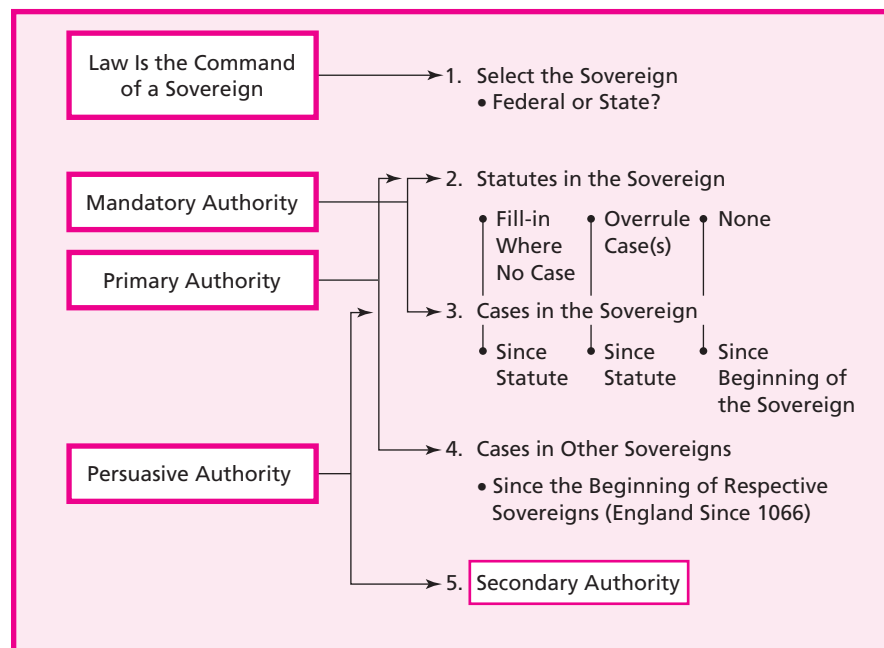 Law Is the Command
of a Sovereign
1. Select the Sovereign
• Federal or State?
Mandatory Authority
2. Statutes in the Sovereign
• Fill-in
Where
No Case
• Overrule
Case(s)
• None
Primary Authority
3. Cases in the Sovereign
• Since
Statute
• Since
Statute
• Since
Beginning of
the Sovereign
Persuasive Authority
4. Cases in Other Sovereigns
• Since the Beginning of Respective
Sovereigns (England Since 1066)
5. Secondary Authority